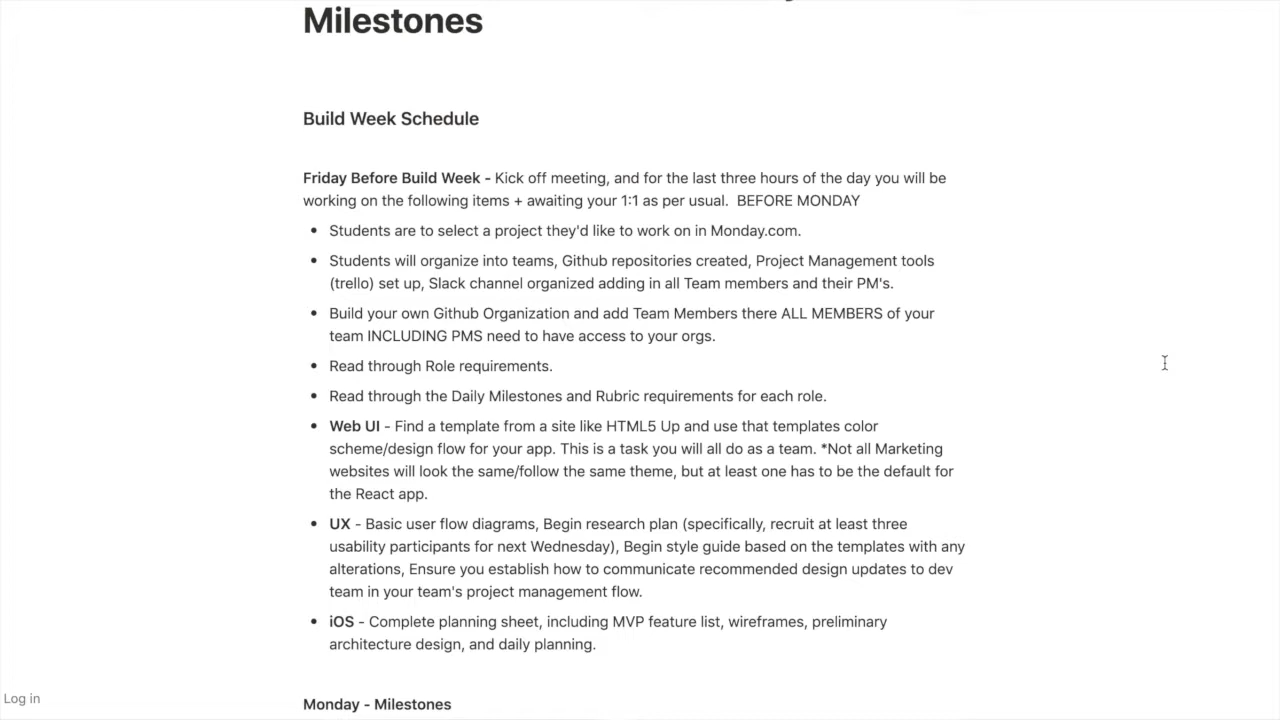 Milestones
Build Week Schedule
Friday Before Build Week - Kick off meeting, and for the last three hours of the day you will be
working on the following items + awaiting your 1:1 as per usual.  BEFORE MONDAY
• Students are to select a project they'd like to work on in Monday.com.
• Students will organize into teams, Github repositories created, Project Management tools
(trello) set up, Slack channel organized adding in all Team members and their PM's.
• Build your own Github Organization and add Team Members there ALL MEMBERS of your
team INCLUDING PMS need to have access to your orgs.
• Read through Role requirements.
• Read through the Daily Milestones and Rubric requirements for each role.
• Web UI - Find a template from a site like HTML5 Up and use that templates color
scheme/design flow for your app. This is a task you will all do as a team. *Not all Marketing
websites will look the same/follow the same theme, but at least one has to be the default for
the React app.
• UX - Basic user flow diagrams, Begin research plan (specifically, recruit at least three
usability participants for next Wednesday), Begin style guide based on the templates with any
alterations, Ensure you establish how to communicate recommended design updates to dev
team in your team's project management flow.
• iOS - Complete planning sheet, including MVP feature list, wireframes, preliminary
architecture design, and daily planning.
Log in
Monday - Milestones